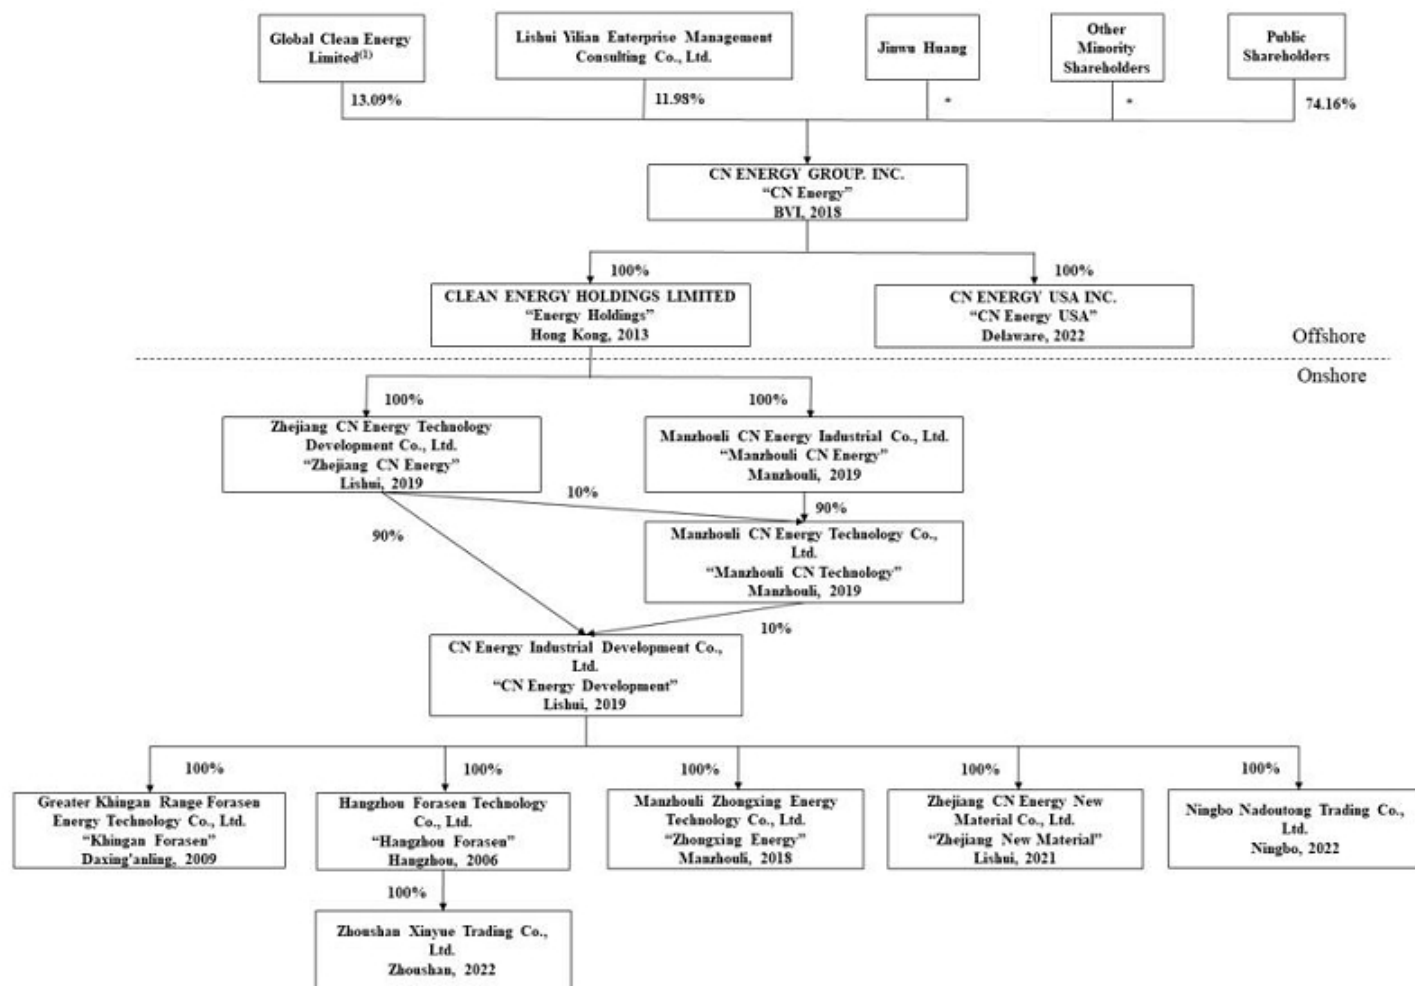 Global Clean Energy
Limited(1)
Lishui Yilian Enterprise Management
Consulting Co., Ltd.
Jinwu Huang
Other
Minority
Shareholders
Public
Shareholders
13.09%
11.98%
*
*
74.16%
CN ENERGY GROUP. INC.
“CN Energy”
BVI, 2018
100%
100%
CLEAN ENERGY HOLDINGS LIMITED
“Energy Holdings”
Hong Kong, 2013
CN ENERGY USA INC.
“CN Energy USA”
Delaware, 2022
Offshore
Onshore
100%
100%
Zhejiang CN Energy Technology
Development Co., Ltd.
“Zhejiang CN Energy”
Lishui, 2019
Manzhouli CN Energy Industrial Co., Ltd.
“Manzhouli CN Energy”
Manzhouli, 2019
10%
90%
90%
Manzhouli CN Energy Technology Co.,
Ltd.
“Manzhouli CN Technology”
Manzhouli, 2019
10%
CN Energy Industrial Development Co.,
Ltd.
“CN Energy Development”
Lishui, 2019
100%
100%
100%
100%
100%
Greater Khingan Range Forasen
Energy Technology Co., Ltd.
“Khingan Forasen”
Daxing'anling, 2009
Hangzhou Forasen Technology
Co., Ltd.
“Hangzhou Forasen”
Hangzhou, 2006
Manzhouli Zhongxing Energy
Technology Co., Ltd.
“Zhongxing Energy”
Manzhouli, 2018
Zhejiang CN Energy New
Material Co., Ltd.
“Zhejiang New Material”
Lishui, 2021
Ningbo Nadoutong Trading Co.,
Ltd.
Ningbo, 2022
100%
Zhoushan Xinyue Trading Co.,
Ltd.
Zhoushan, 2022